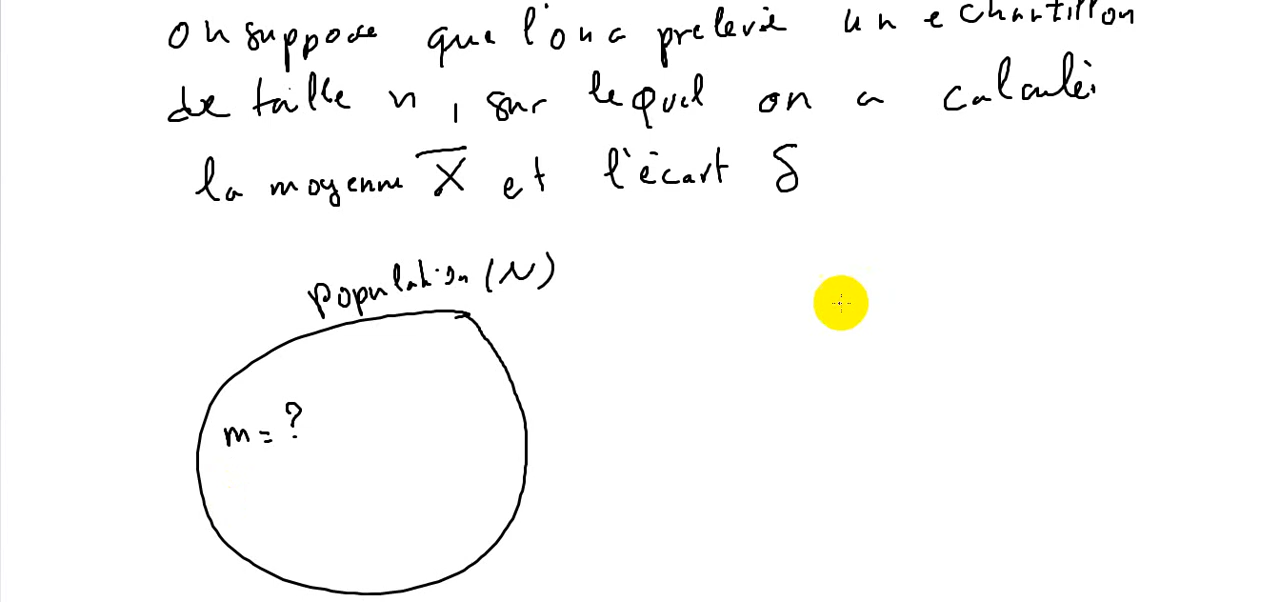 on suppose que l'on a prelevé un echantillon
de taille n, sur lequel on a calculé
la moyenne X̅ et l'écart S
population (N)
m = ?